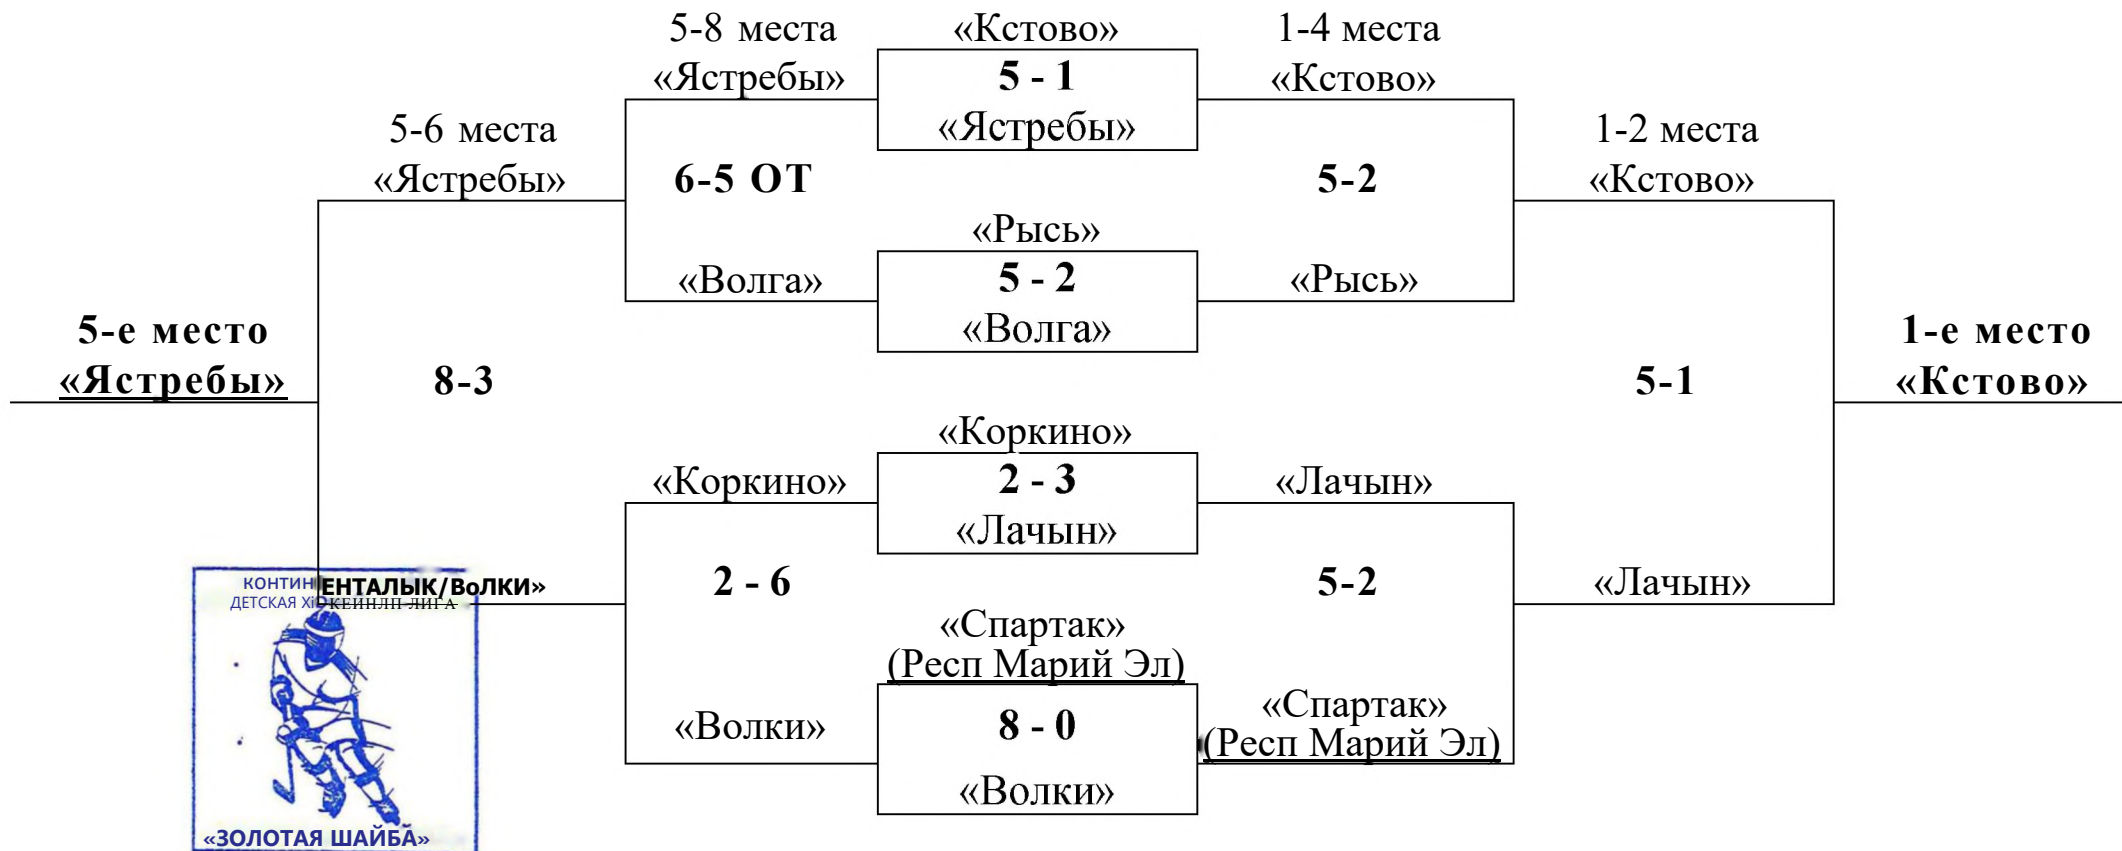 5-8 места
«Кстово»
1-4 места
«Ястребы»
5 - 1
«Кстово»
«Ястребы»
5-6 места
1-2 места
«Ястребы»
6-5 ОТ
5-2
«Кстово»
«Рысь»
«Волга»
5 - 2
«Рысь»
«Волга»
5-е место
«Ястребы»
8-3
5-1
1-е место
«Кстово»
«Коркино»
«Коркино»
2 - 3
«Лачын»
«Лачын»
КОНТИНЕНТАЛЫК/ВоЛКИ»
ДЕТСКАЯ ХіОКЕЙНЛП-ЛИГА
2 - 6
5-2
«Лачын»
«Спартак»
(Респ Марий Эл)
«Волки»
8 - 0
«Спартак»
(Респ Марий Эл)
«Волки»
«ЗОЛОТАЯ ШАЙБА»